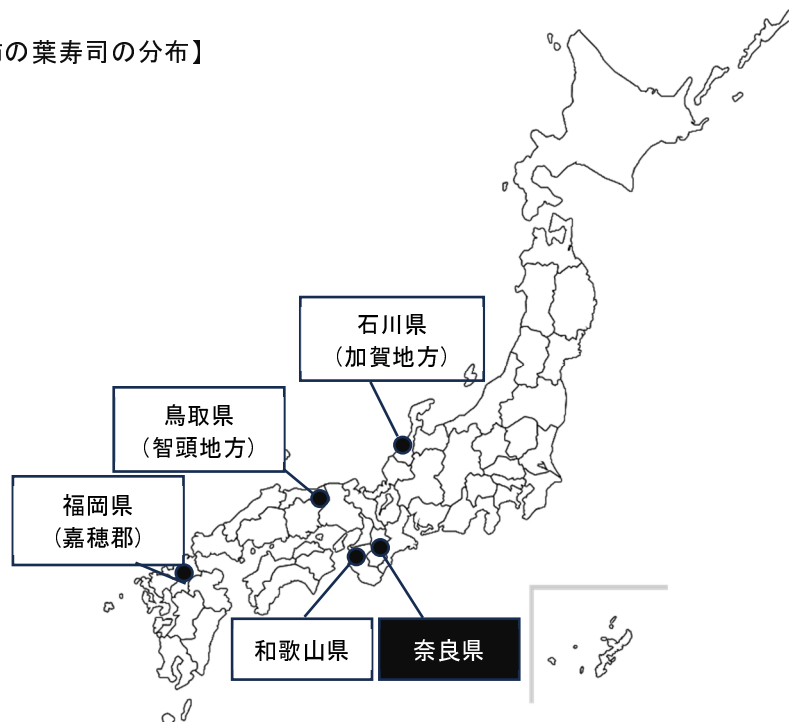 の葉寿司の分布】
石川県
（加賀地方）
鳥取県
（智頭地方）
福岡県
（嘉穂郡）
和歌山県
奈良県